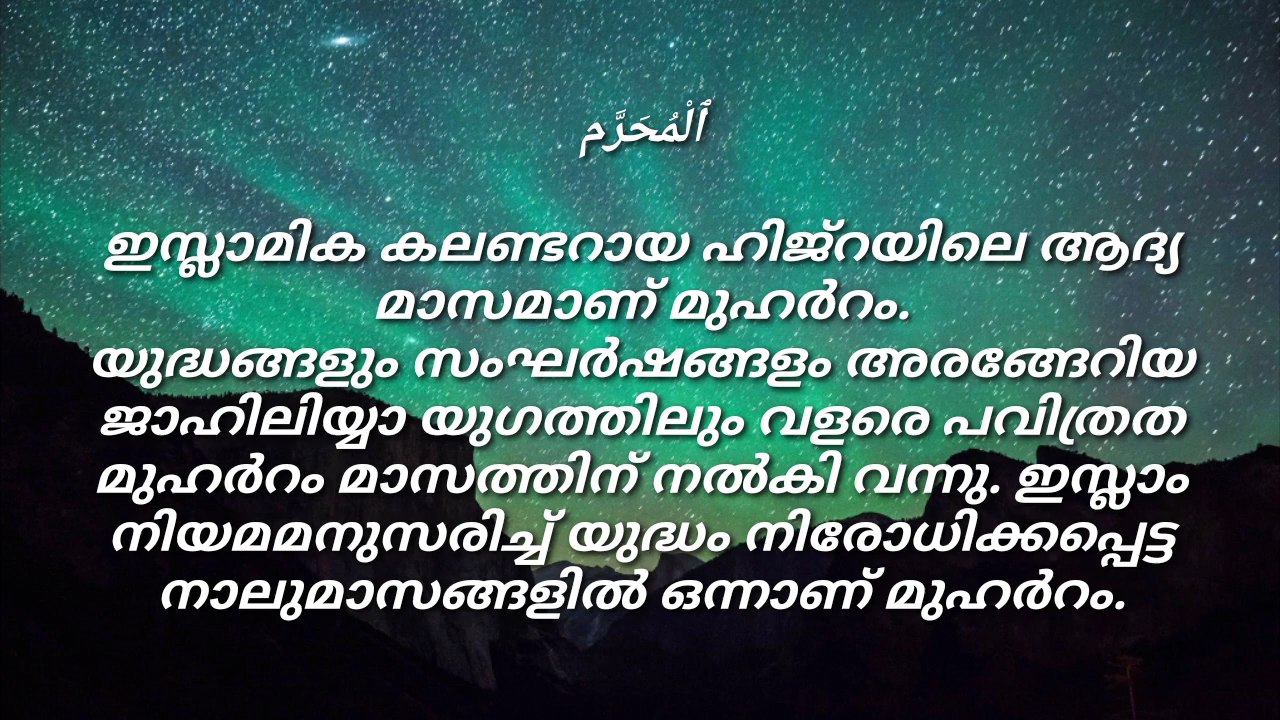 ٱلْمُحَرَّم
ഇസ്ലാമിക കലണ്ടറായ ഹിജ്റയിലെ ആദ്യ
മാസമാണ് മുഹർറം.
യുദ്ധങ്ങളും സംഘർഷങ്ങളം അരങ്ങേറിയ
ജാഹിലിയ്യാ യുഗത്തിലും വളരെ പവിത്രത
മുഹർറം മാസത്തിന് നൽകി വന്നു. ഇസ്ലാം
നിയമമനുസരിച്ച് യുദ്ധം നിരോധിക്കപ്പെട്ട
നാലുമാസങ്ങളിൽ ഒന്നാണ് മുഹർറം.